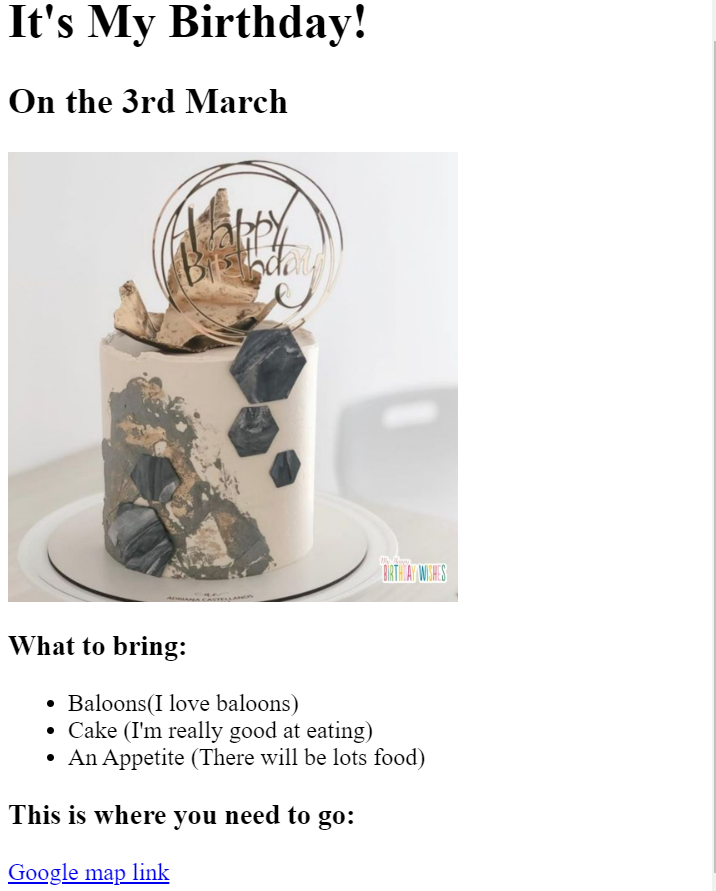 It's My Birthday!
On the 3rd March
Happy
Birthday
BIRTHDAY WISHES
ADRIANA CASTELLANOS
What to bring:
Baloons(I love baloons)
Cake (I'm really good at eating)
An Appetite (There will be lots food)
This is where you need to go:
Google map link